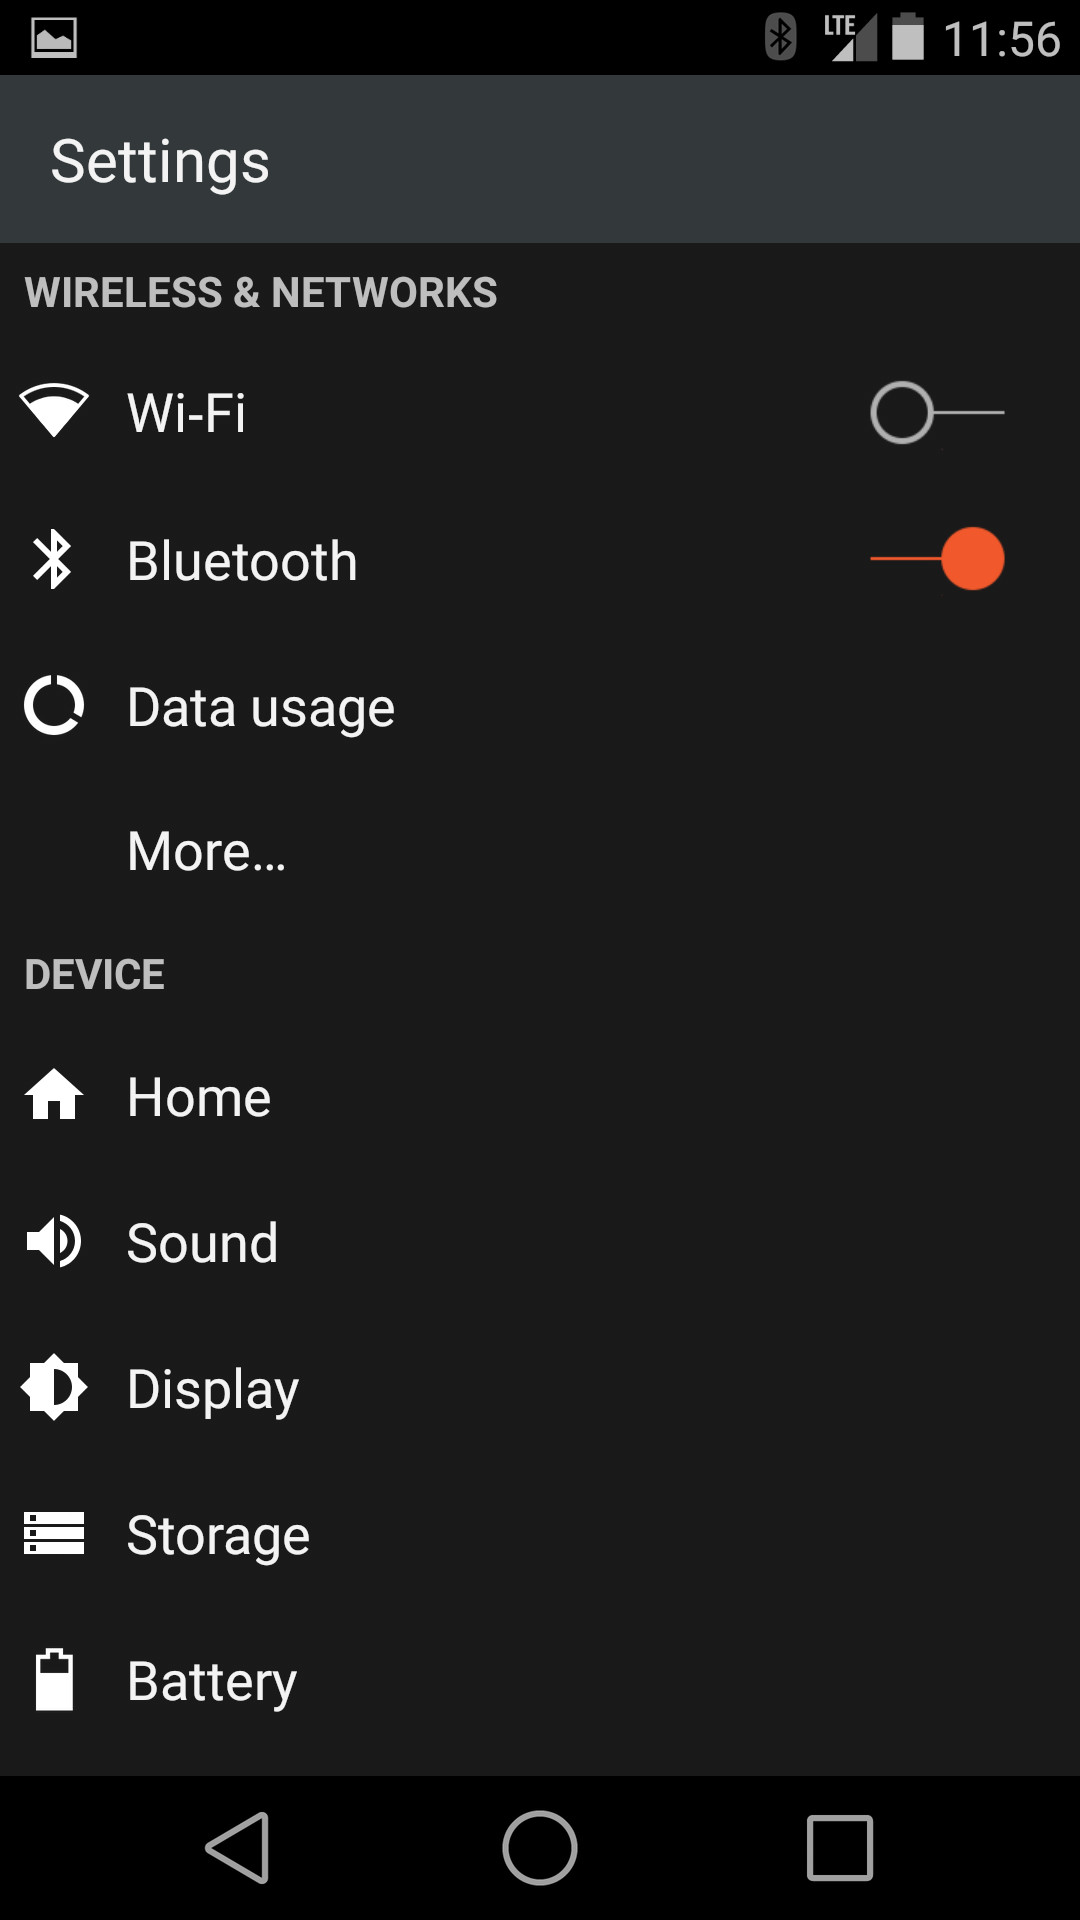 LTE 11:56
Settings
WIRELESS & NETWORKS
Wi-Fi
Bluetooth
Data usage
More...
DEVICE
Home
Sound
Display
Storage
Battery